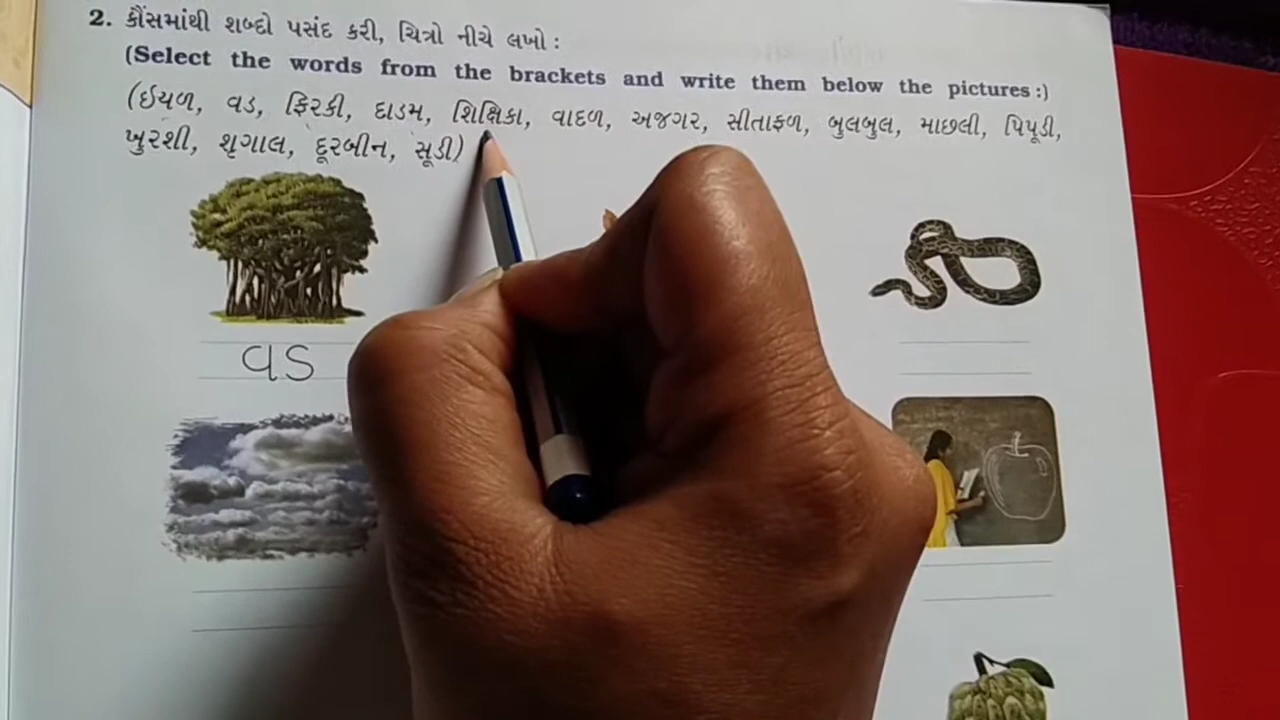 2. કૌંસમાંથી શબ્દો પસંદ કરી, ચિત્રો નીચે લખો :
(Select the words from the brackets and write them below the pictures:)
(ઈયળ, વડ, ફિરકી, દાડમ, શિક્ષિકા, વાદળ, અજગર, સીતાફળ, બુલબુલ, માછલી, પિપૂડી,
ખુરશી, શૃગાલ, દૂરબીન, સૂડી)
વડ